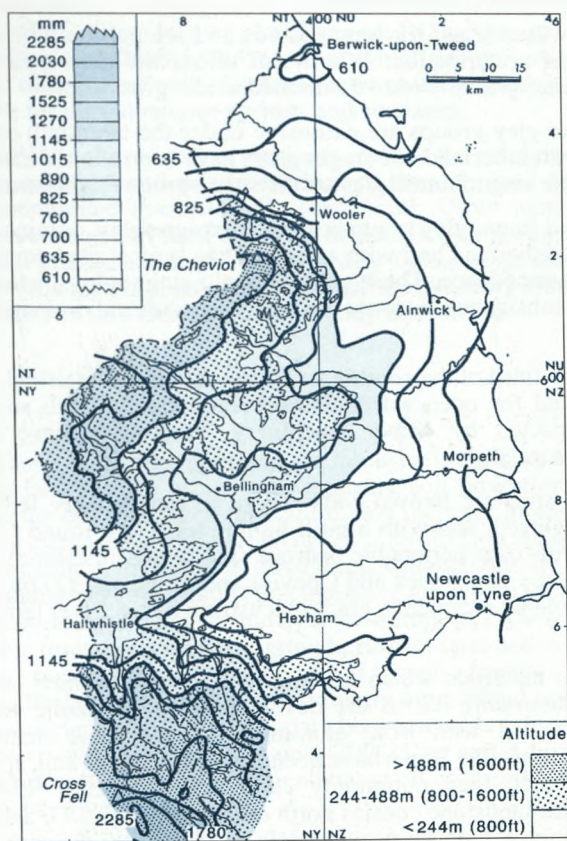 mm
2285
2030
1780
1525
1270
1145
1015
890
825
760
700
635
610
8
NT 400 NU
2
46
Berwick-upon-Tweed
0 5 10 15
km
4
635
Wooler
825
The Cheviot
2
Alnwick
6
NT
NY
NU
600
NZ
Morpeth
Bellingham
8
1145
Newcastle
upon Tyne
Haltwhistle
Hexham
6
1145
Altitude
4
>488m (1600ft)
Cross
Fell
244-488m (800-1600ft)
2285
1780
NY NZ
<244m (800ft)